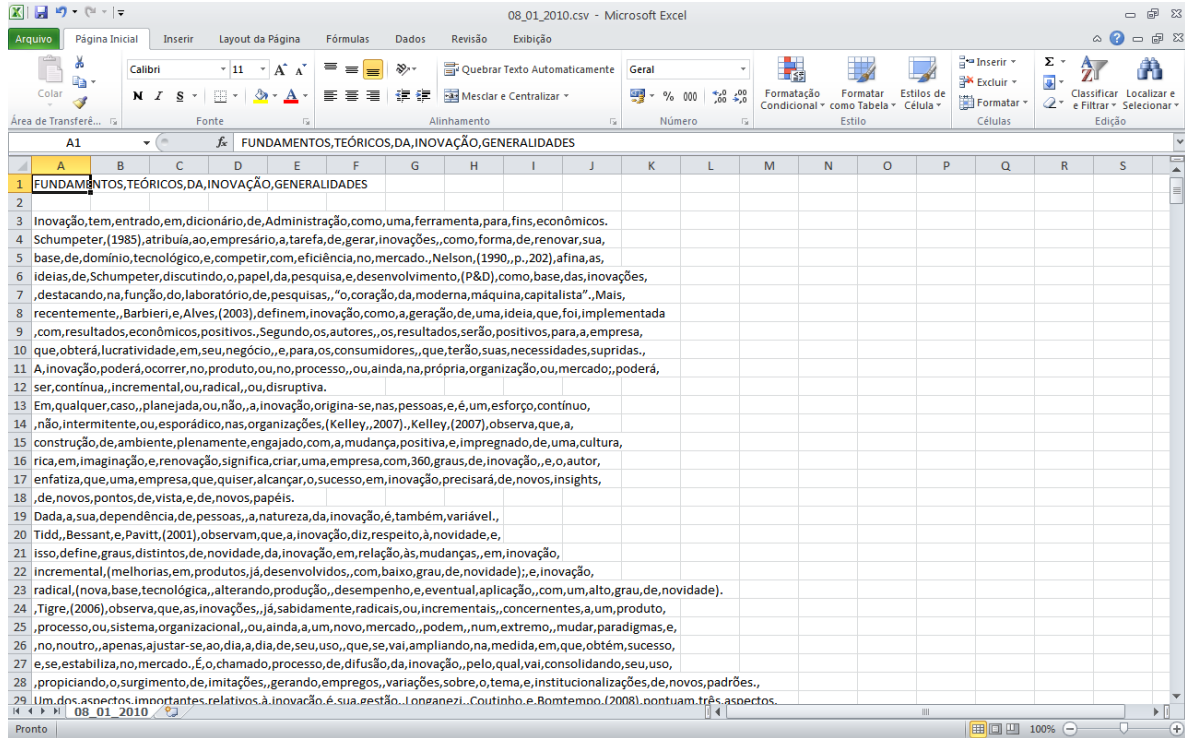 08_01_2010.csv - Microsoft Excel
Arquivo Página Inicial Inserir Layout da Página Fórmulas Dados Revisão Exibição
Colar
Calibri 11
N I S
Quebrar Texto Automaticamente
Mesclar e Centralizar
Geral
% 000
Formatação Condicional
Formatar como Tabela
Estilos de Célula
Inserir
Excluir
Formatar
Classificar e Filtrar
Localizar e Selecionar
Área de Transferê... Fonte Alinhamento Número Estilo Células Edição
A1 fx FUNDAMENTOS,TEÓRICOS,DA,INOVAÇÃO,GENERALIDADES
A B C D E F G H I J K L M N O P Q R S
1 FUNDAMENTOS,TEÓRICOS,DA,INOVAÇÃO,GENERALIDADES
2
3 Inovação,tem,entrado,em,dicionário,de,Administração,como,uma,ferramenta,para,fins,econômicos.
4 Schumpeter,(1985),atribuía,ao,empresário,a,tarefa,de,gerar,inovações,,como,forma,de,renovar,sua,
5 base,de,domínio,tecnológico,e,competir,com,eficiência,no,mercado.,Nelson,(1990,,p.,202),afina,as,
6 ideias,de,Schumpeter,discutindo,o,papel,da,pesquisa,e,desenvolvimento,(P&D),como,base,das,inovações,
7 ,destacando,na,função,do,laboratório,de,pesquisas,,“o,coração,da,moderna,máquina,capitalista”.,Mais,
8 recentemente,,Barbieri,e,Alves,(2003),definem,inovação,como,a,geração,de,uma,ideia,que,foi,implementada
9 ,com,resultados,econômicos,positivos.,Segundo,os,autores,,os,resultados,serão,positivos,para,a,empresa,
10 que,obterá,lucratividade,em,seu,negócio,,e,para,os,consumidores,,que,terão,suas,necessidades,supridas.,
11 A,inovação,poderá,ocorrer,no,produto,ou,no,processo,,ou,ainda,na,própria,organização,ou,mercado;,poderá,
12 ser,contínua,,incremental,ou,radical,,ou,disruptiva.
13 Em,qualquer,caso,,planejada,ou,não,,a,inovação,origina-se,nas,pessoas,e,é,um,esforço,contínuo,
14 ,não,intermitente,ou,esporádico,nas,organizações,(Kelley,,2007).,Kelley,(2007),observa,que,a,
15 construção,de,ambiente,plenamente,engajado,com,a,mudança,positiva,e,impregnado,de,uma,cultura,
16 rica,em,imaginação,e,renovação,significa,criar,uma,empresa,com,360,graus,de,inovação,,e,o,autor,
17 enfatiza,que,uma,empresa,que,quiser,alcançar,o,sucesso,em,inovação,precisará,de,novos,insights,
18 ,de,novos,pontos,de,vista,e,de,novos,papéis.
19 Dada,a,sua,dependência,de,pessoas,,a,natureza,da,inovação,é,também,variável.,
20 Tidd,,Bessant,e,Pavitt,(2001),observam,que,a,inovação,diz,respeito,à,novidade,e,
21 isso,define,graus,distintos,de,novidade,da,inovação,em,relação,às,mudanças,,em,inovação,
22 incremental,(melhorias,em,produtos,já,desenvolvidos,,com,baixo,grau,de,novidade);,e,inovação,
23 radical,(nova,base,tecnológica,,alterando,produção,,desempenho,e,eventual,aplicação,,com,um,alto,grau,de,novidade).
24 ,Tigre,(2006),observa,que,as,inovações,,já,sabidamente,radicais,ou,incrementais,,concernentes,a,um,produto,
25 ,processo,ou,sistema,organizacional,,ou,ainda,a,um,novo,mercado,,podem,,num,extremo,,mudar,paradigmas,e,
26 ,no,noutro,,apenas,ajustar-se,ao,dia,a,dia,de,seu,uso,,que,se,vai,ampliando,na,medida,em,que,obtém,sucesso,
27 e,se,estabiliza,no,mercado.,É,o,chamado,processo,de,difusão,da,inovação,,pelo,qual,vai,consolidando,seu,uso,
28 ,propiciando,o,surgimento,de,imitações,,gerando,empregos,,variações,sobre,o,tema,e,institucionalizações,de,novos,padrões.,
29 Um,dos,aspectos,importantes,relativos,à,inovação,é,sua,gestão.,Longanezi,,Coutinho,e,Bomtempo,(2008),pontuam,três,aspectos,
08_01_2010
Pronto 100%